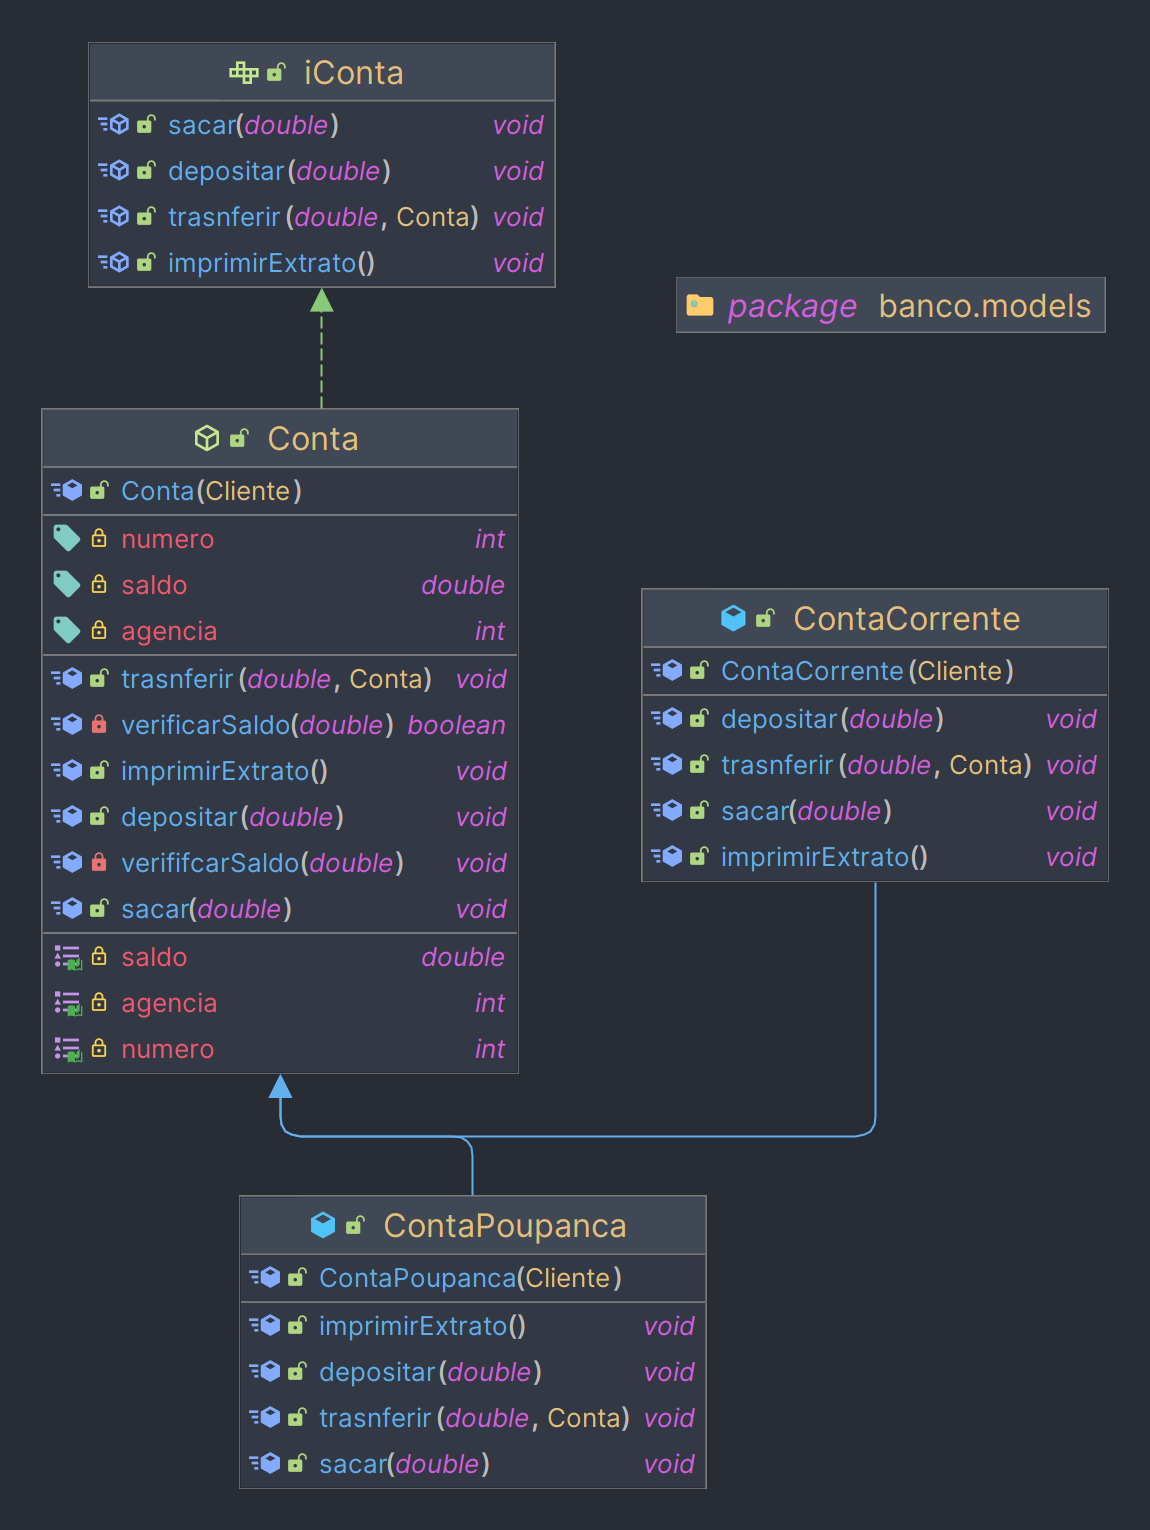 iConta
sacar(double) void
depositar(double) void
trasnferir(double, Conta) void
imprimirExtrato() void
package banco.models
Conta
Conta(Cliente)
numero int
saldo double
agencia int
trasnferir(double, Conta) void
verificarSaldo(double) boolean
imprimirExtrato() void
depositar(double) void
verififcarSaldo(double) void
sacar(double) void
saldo double
agencia int
numero int
ContaCorrente
ContaCorrente(Cliente)
depositar(double) void
trasnferir(double, Conta) void
sacar(double) void
imprimirExtrato() void
ContaPoupanca
ContaPoupanca(Cliente)
imprimirExtrato() void
depositar(double) void
trasnferir(double, Conta) void
sacar(double) void